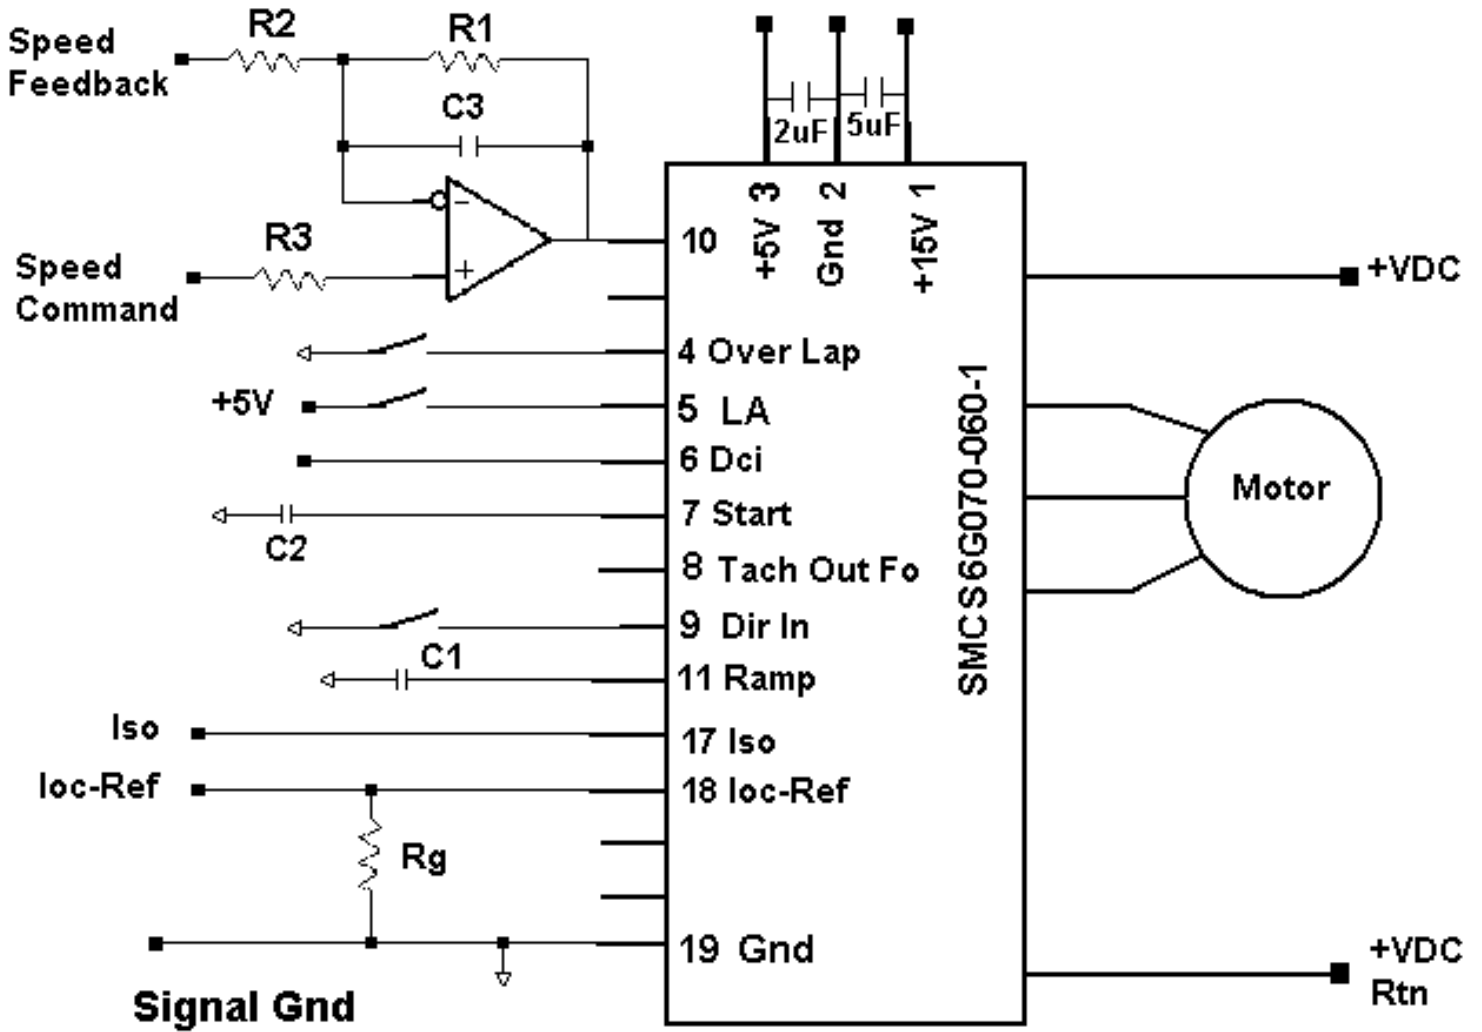 R2
R1
Speed
Feedback
C3
2uF
5uF
+5V 3
Gnd 2
+15V 1
10
R3
-
+
Speed
Command
+VDC
4 Over Lap
+5V
5 LA
6 Dci
7 Start
C2
8 Tach Out Fo
9 Dir In
C1
11 Ramp
SMCS6G070-060-1
Motor
Iso
17 Iso
Ioc-Ref
18 Ioc-Ref
Rg
19 Gnd
Signal Gnd
+VDC
Rtn